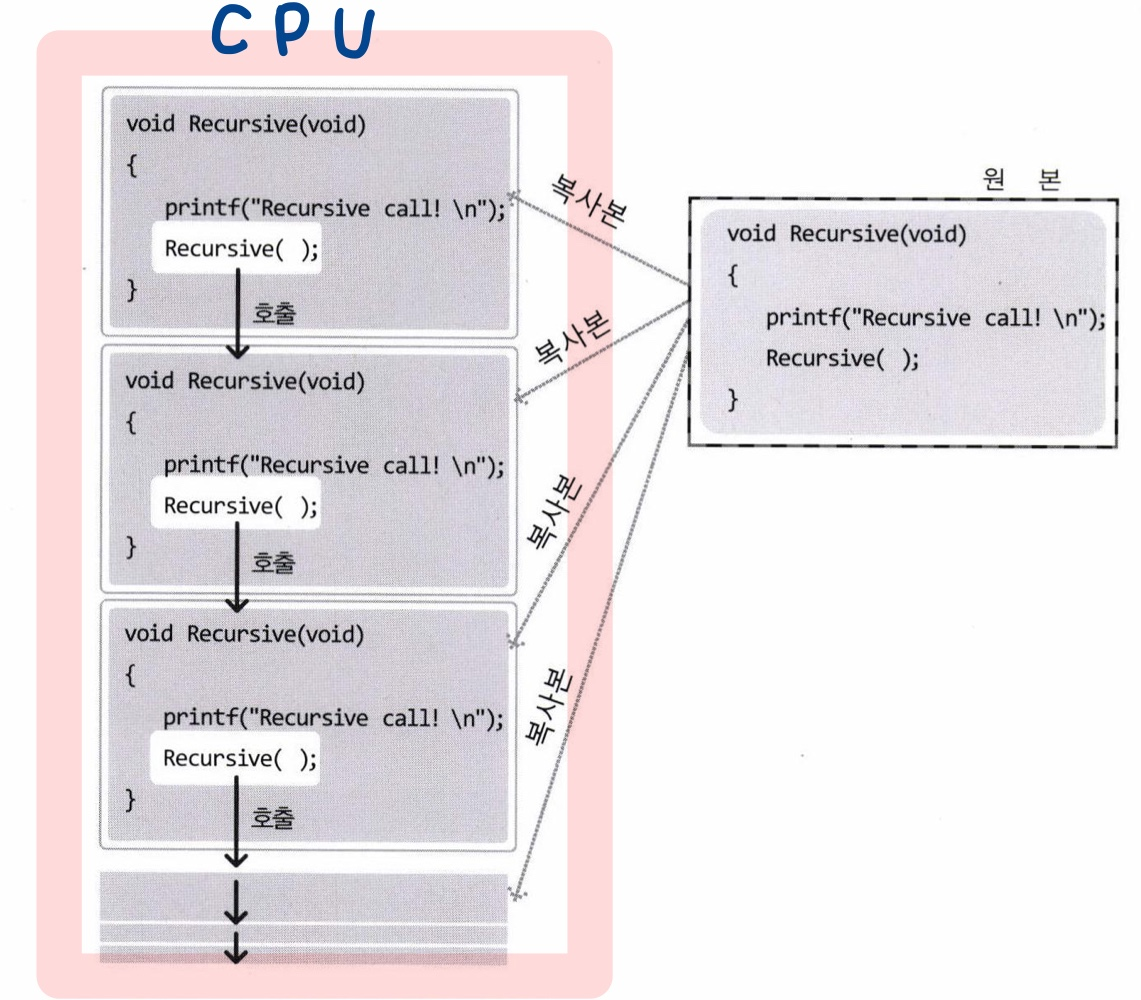 CPU
void Recursive(void)
{
printf("Recursive call! \n");
Recursive( );
}
호출
void Recursive(void)
{
printf("Recursive call! \n");
Recursive( );
}
호출
void Recursive(void)
{
printf("Recursive call! \n");
Recursive( );
}
호출
복사본
복사본
복사본
복사본
원 본
void Recursive(void)
{
printf("Recursive call! \n");
Recursive( );
}